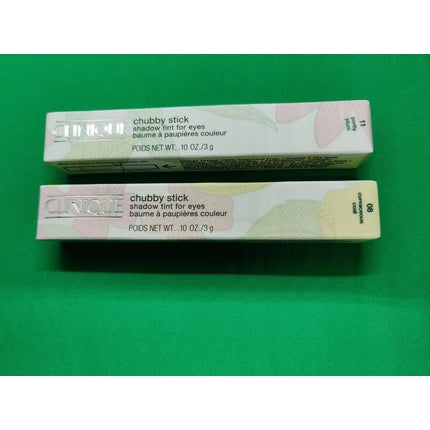 CLINIQUE
chubby stick
shadow tint for eyes
baume à paupières couleur
POIDS NET WT. .10 OZ./3 g
11
portly
plum
CLINIQUE
chubby stick
shadow tint for eyes
baume à paupières couleur
POIDS NET WT. .10 OZ./3 g
08
curvaceous
coal